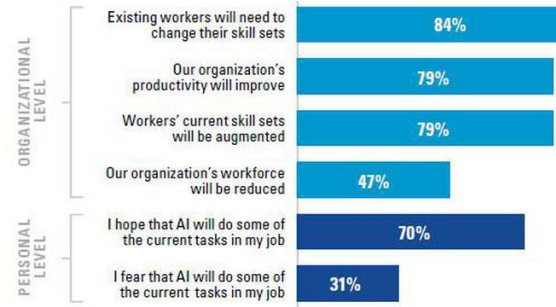 ORGANIZATIONAL
LEVEL
Existing workers will need to
change their skill sets
84%
Our organization's
productivity will improve
79%
Workers' current skill sets
will be augmented
79%
Our organization's workforce
will be reduced
47%
PERSONAL
LEVEL
I hope that AI will do some of
the current tasks in my job
70%
I fear that AI will do some of
the current tasks in my job
31%